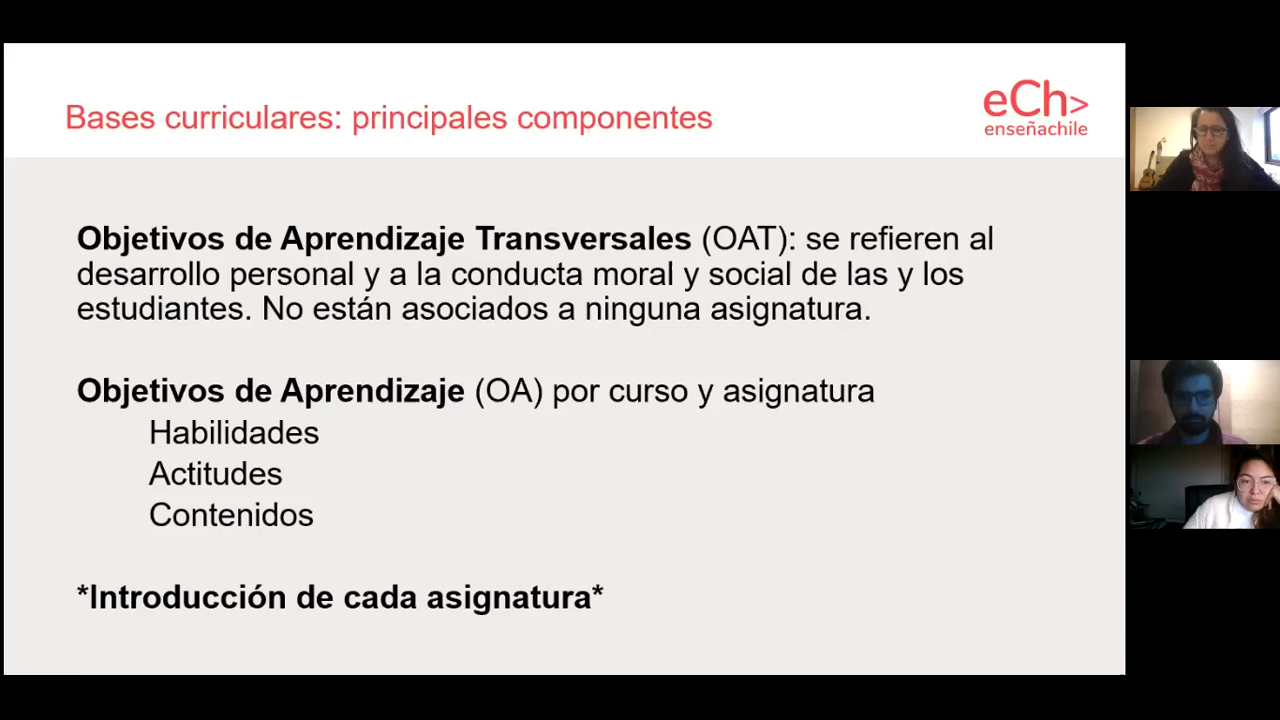 Bases curriculares: principales componentes
eCh>
enseñachile
Objetivos de Aprendizaje Transversales (OAT): se refieren al
desarrollo personal y a la conducta moral y social de las y los
estudiantes. No están asociados a ninguna asignatura.
Objetivos de Aprendizaje (OA) por curso y asignatura
Habilidades
Actitudes
Contenidos
*Introducción de cada asignatura*